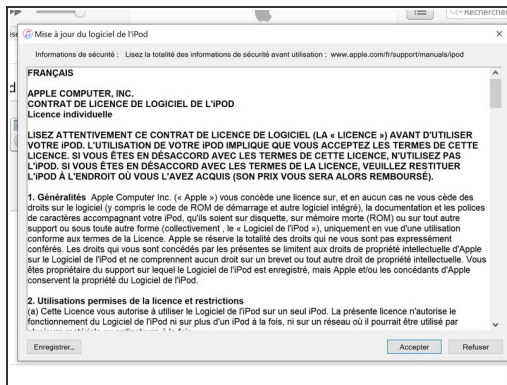 Rechercher
Mise à jour du logiciel de l'iPod
Informations de sécurité : Lisez la totalité des informations de sécurité avant utilisation : www.apple.com/fr/support/manuals/ipod
FRANÇAIS
APPLE COMPUTER, INC.
CONTRAT DE LICENCE DE LOGICIEL DE L'iPOD
Licence individuelle
LISEZ ATTENTIVEMENT CE CONTRAT DE LICENCE DE LOGICIEL (LA « LICENCE ») AVANT D'UTILISER
VOTRE iPOD. L'UTILISATION DE VOTRE iPOD IMPLIQUE QUE VOUS ACCEPTEZ LES TERMES DE CETTE
LICENCE. SI VOUS ÊTES EN DÉSACCORD AVEC LES TERMES DE CETTE LICENCE, N'UTILISEZ PAS
L'iPOD. SI VOUS ÊTES EN DÉSACCORD AVEC LES TERMES DE LA LICENCE, VEUILLEZ RESTITUER
L'iPOD À L'ENDROIT OÙ VOUS L'AVEZ ACQUIS (SON PRIX VOUS SERA ALORS REMBOURSÉ).
1. Généralités Apple Computer Inc. (« Apple ») vous concède une licence sur, et en aucun cas ne vous cède des
droits sur le logiciel (y compris le code de ROM de démarrage et autre logiciel intégré), la documentation et les polices
de caractères accompagnant votre iPod, qu'ils soient sur disquette, sur mémoire morte (ROM) ou sur tout autre
support ou sous toute autre forme (collectivement , le « Logiciel de l'iPod »), uniquement en vue d'une utilisation
conforme aux termes de la Licence. Apple se réserve la totalité des droits qui ne vous sont pas expressément
conférés. Les droits qui vous sont concédés par les présentes se limitent aux droits de propriété intellectuelle d'Apple
sur le Logiciel de l'iPod et ne comprennent aucun droit sur un brevet ou tout autre droit de propriété intellectuelle. Vous
êtes propriétaire du support sur lequel le Logiciel de l'iPod est enregistré, mais Apple et/ou les concédants d'Apple
conservent la propriété du Logiciel de l'iPod.
2. Utilisations permises de la licence et restrictions
(a) Cette Licence vous autorise à utiliser le Logiciel de l'iPod sur un seul iPod. La présente licence n'autorise le
fonctionnement du Logiciel de l'iPod ni sur plus d'un iPod à la fois, ni sur un réseau où il pourrait être utilisé par
Enregistrer...
Accepter
Refuser